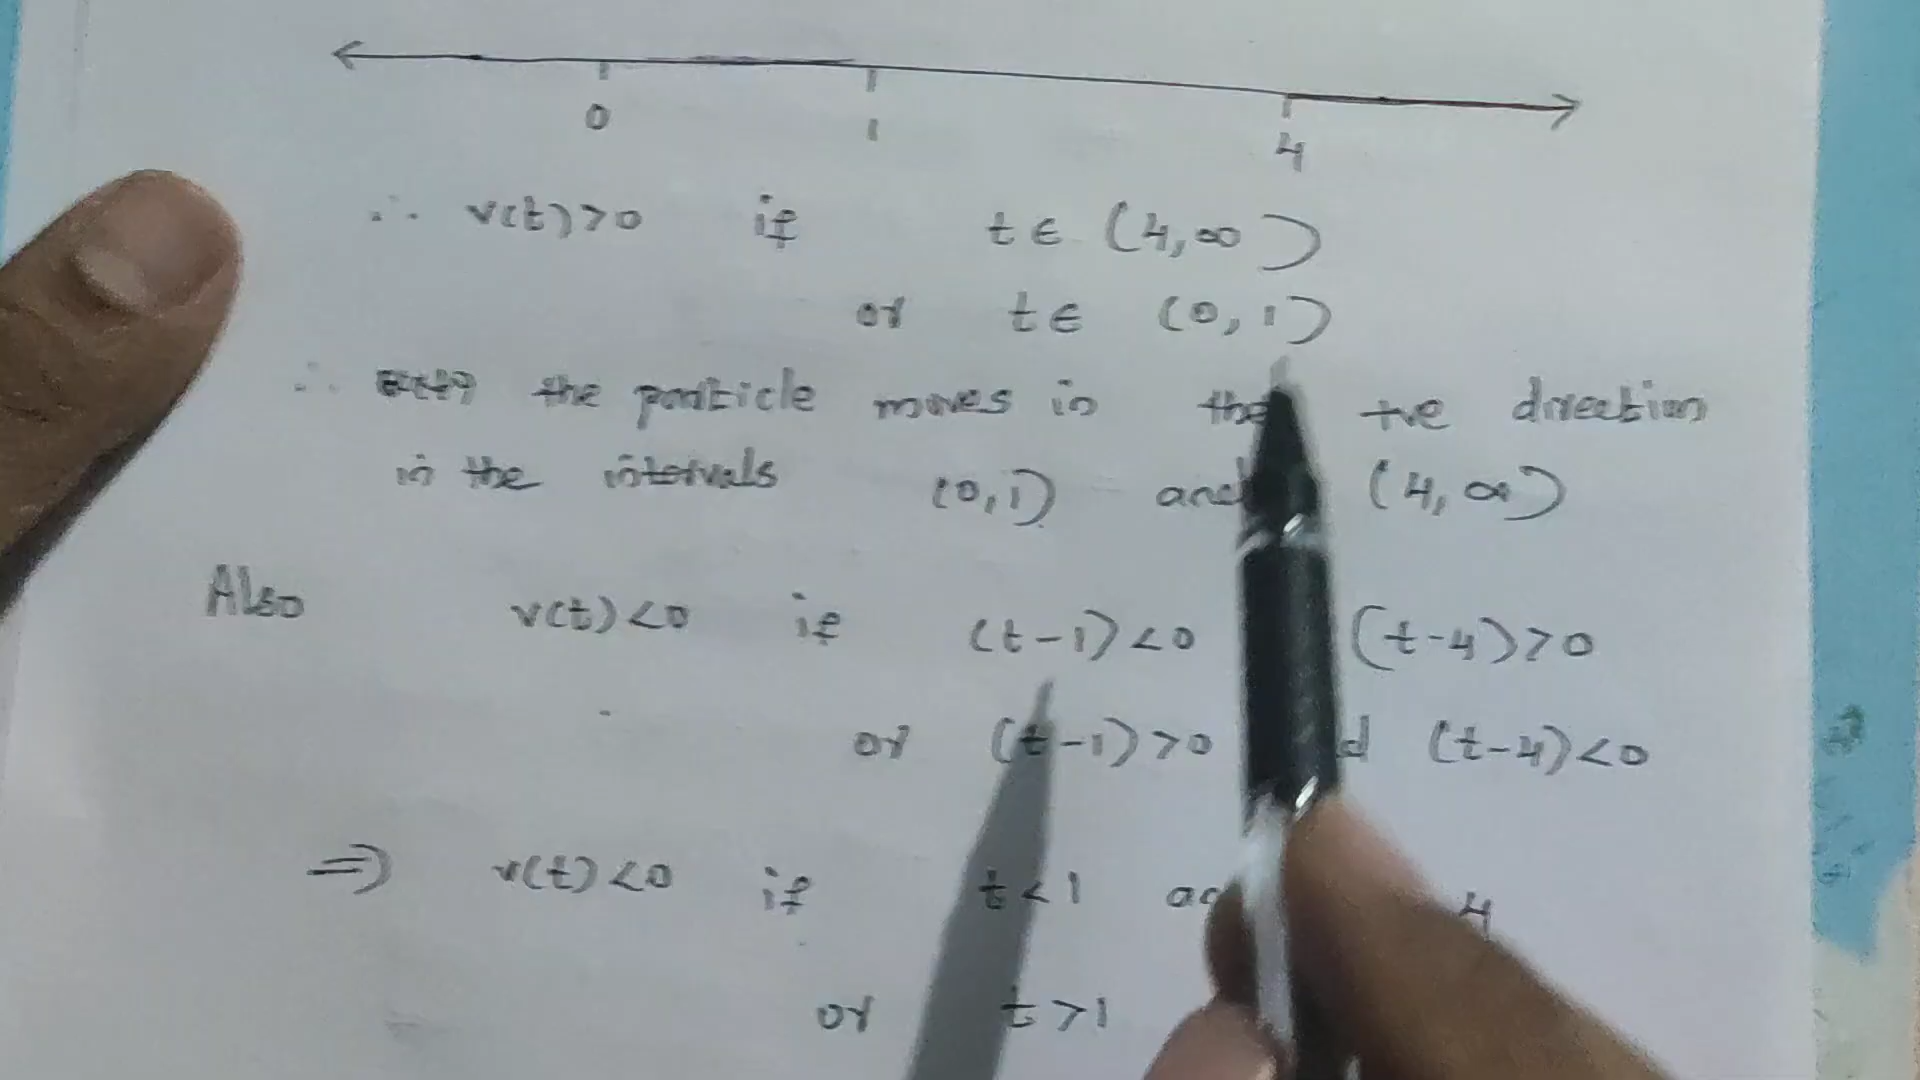 0 1 4
∴ v(t)>0 if t∈ (4,∞)
or t∈ (0,1)
∴ the particle moves in the +ve direction
in the intervals (0,1) and (4,∞)
Also v(t)<0 if (t-1)<0 (t-4)>0
or (t-1)>0 (t-4)<0
⇒ v(t)<0 if t<1 4
or t>1